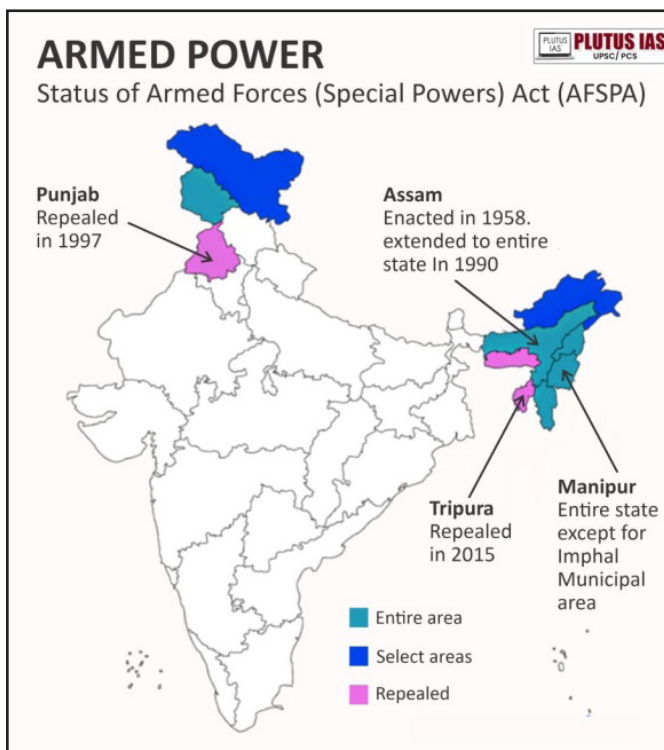 ARMED POWER
Status of Armed Forces (Special Powers) Act (AFSPA)
PLUTUS
IAS
PLUTUS IAS
UPSC/ PCS
Punjab
Repealed
in 1997
Assam
Enacted in 1958.
extended to entire
state In 1990
Tripura
Repealed
in 2015
Manipur
Entire state
except for
Imphal
Municipal
area
Entire area
Select areas
Repealed